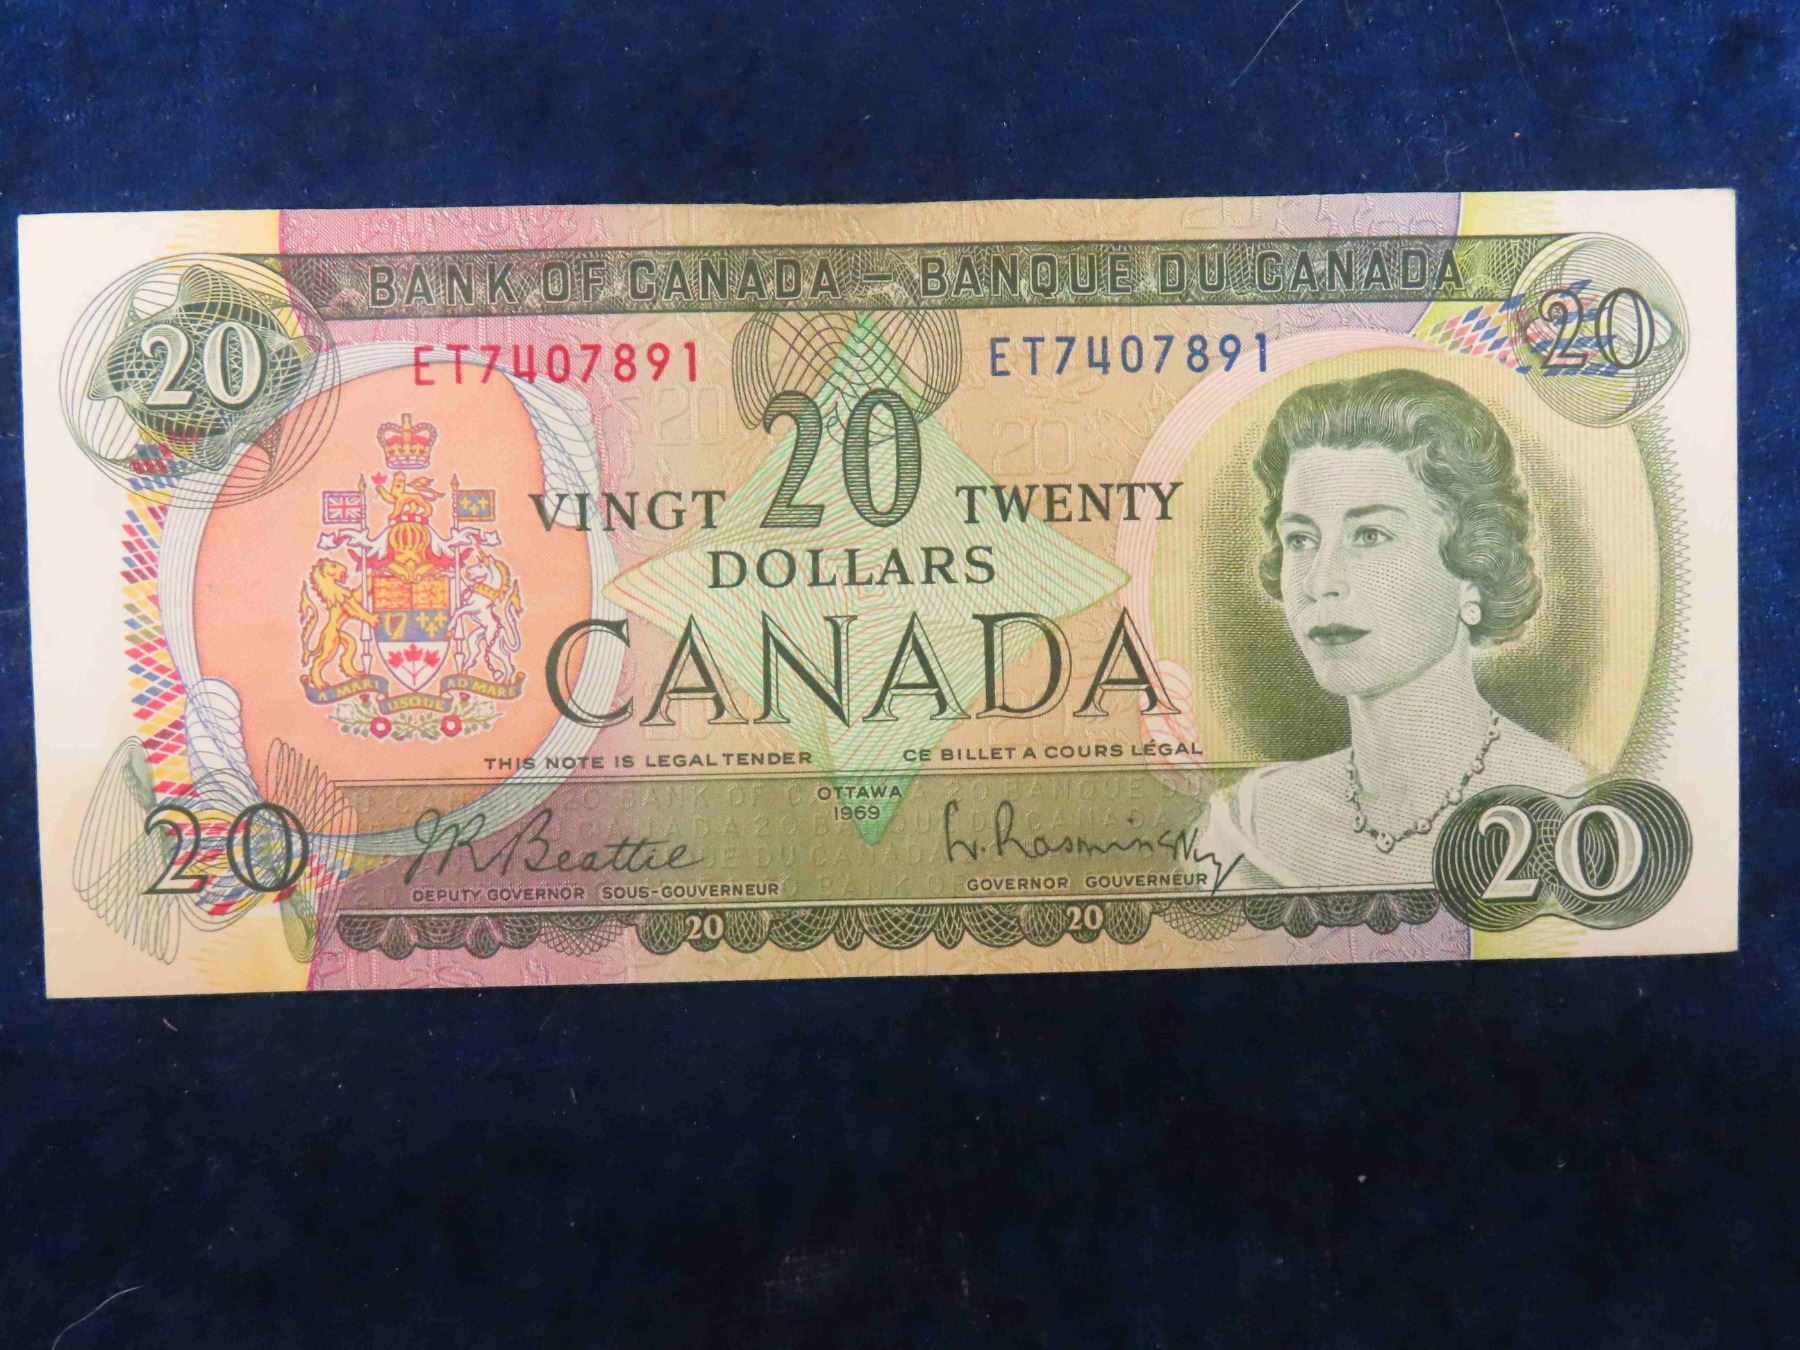 BANK OF CANADA — BANQUE DU CANADA
20
20
ET7407891
ET7407891
20
VINGT
TWENTY
DOLLARS
CANADA
A MARI USQUE AD MARE
THIS NOTE IS LEGAL TENDER
CE BILLET A COURS LÉGAL
OTTAWA
1969
J R Beattie
L. Rasminsky
DEPUTY GOVERNOR SOUS-GOUVERNEUR
GOVERNOR GOUVERNEUR
20
20
20
20